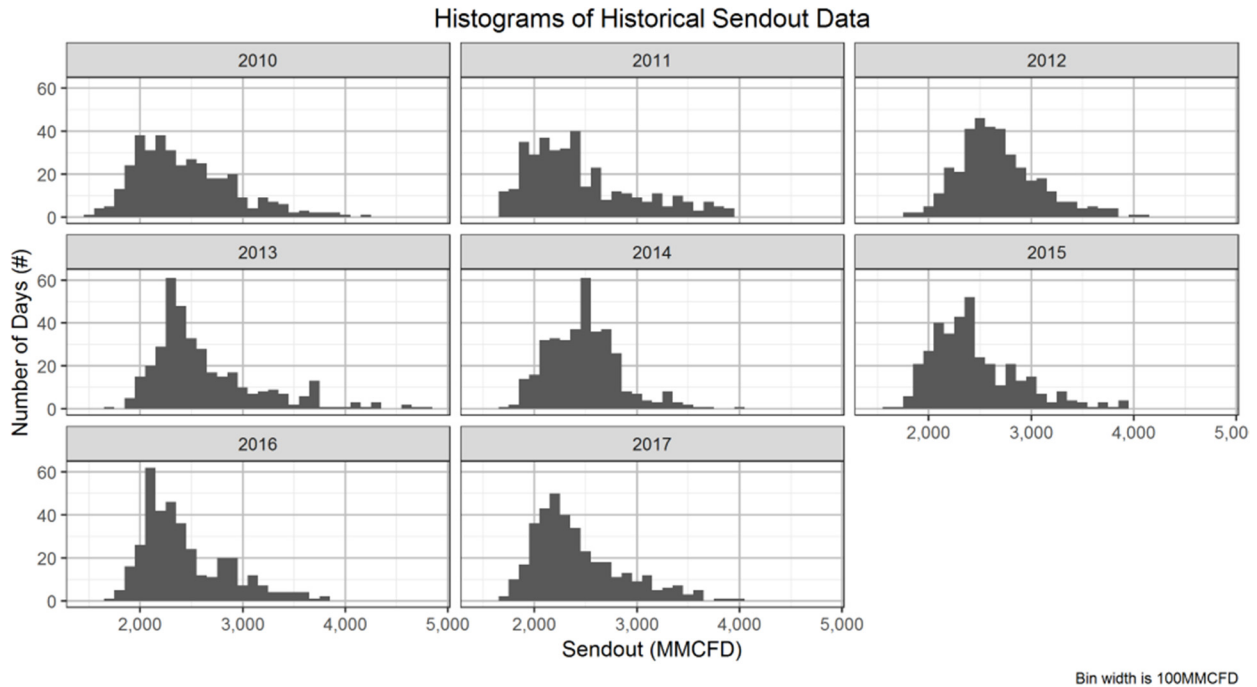 Histograms of Historical Sendout Data
2010 2011 2012
60
40
20
0
2013 2014 2015
60
40
20
0
2,000 3,000 4,000 5,00
2016 2017
60
40
20
0
2,000 3,000 4,000 5,000 2,000 3,000 4,000 5,000
Number of Days (#)
Sendout (MMCFD)
Bin width is 100MMCFD